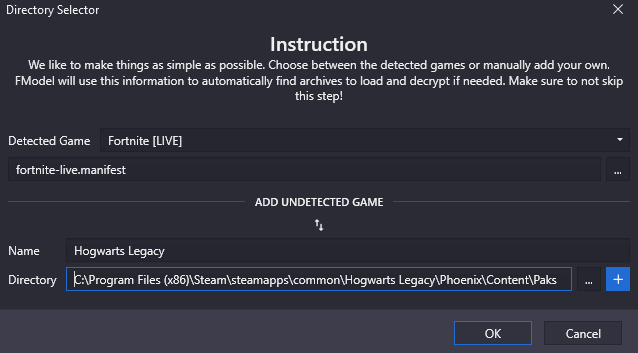 Directory Selector
Instruction
We like to make things as simple as possible. Choose between the detected games or manually add your own.
FModel will use this information to automatically find archives to load and decrypt if needed. Make sure to not skip
this step!
Detected Game Fortnite [LIVE]
fortnite-live.manifest ...
ADD UNDETECTED GAME
Name Hogwarts Legacy
Directory C:\Program Files (x86)\Steam\steamapps\common\Hogwarts Legacy\Phoenix\Content\Paks ... +
OK Cancel